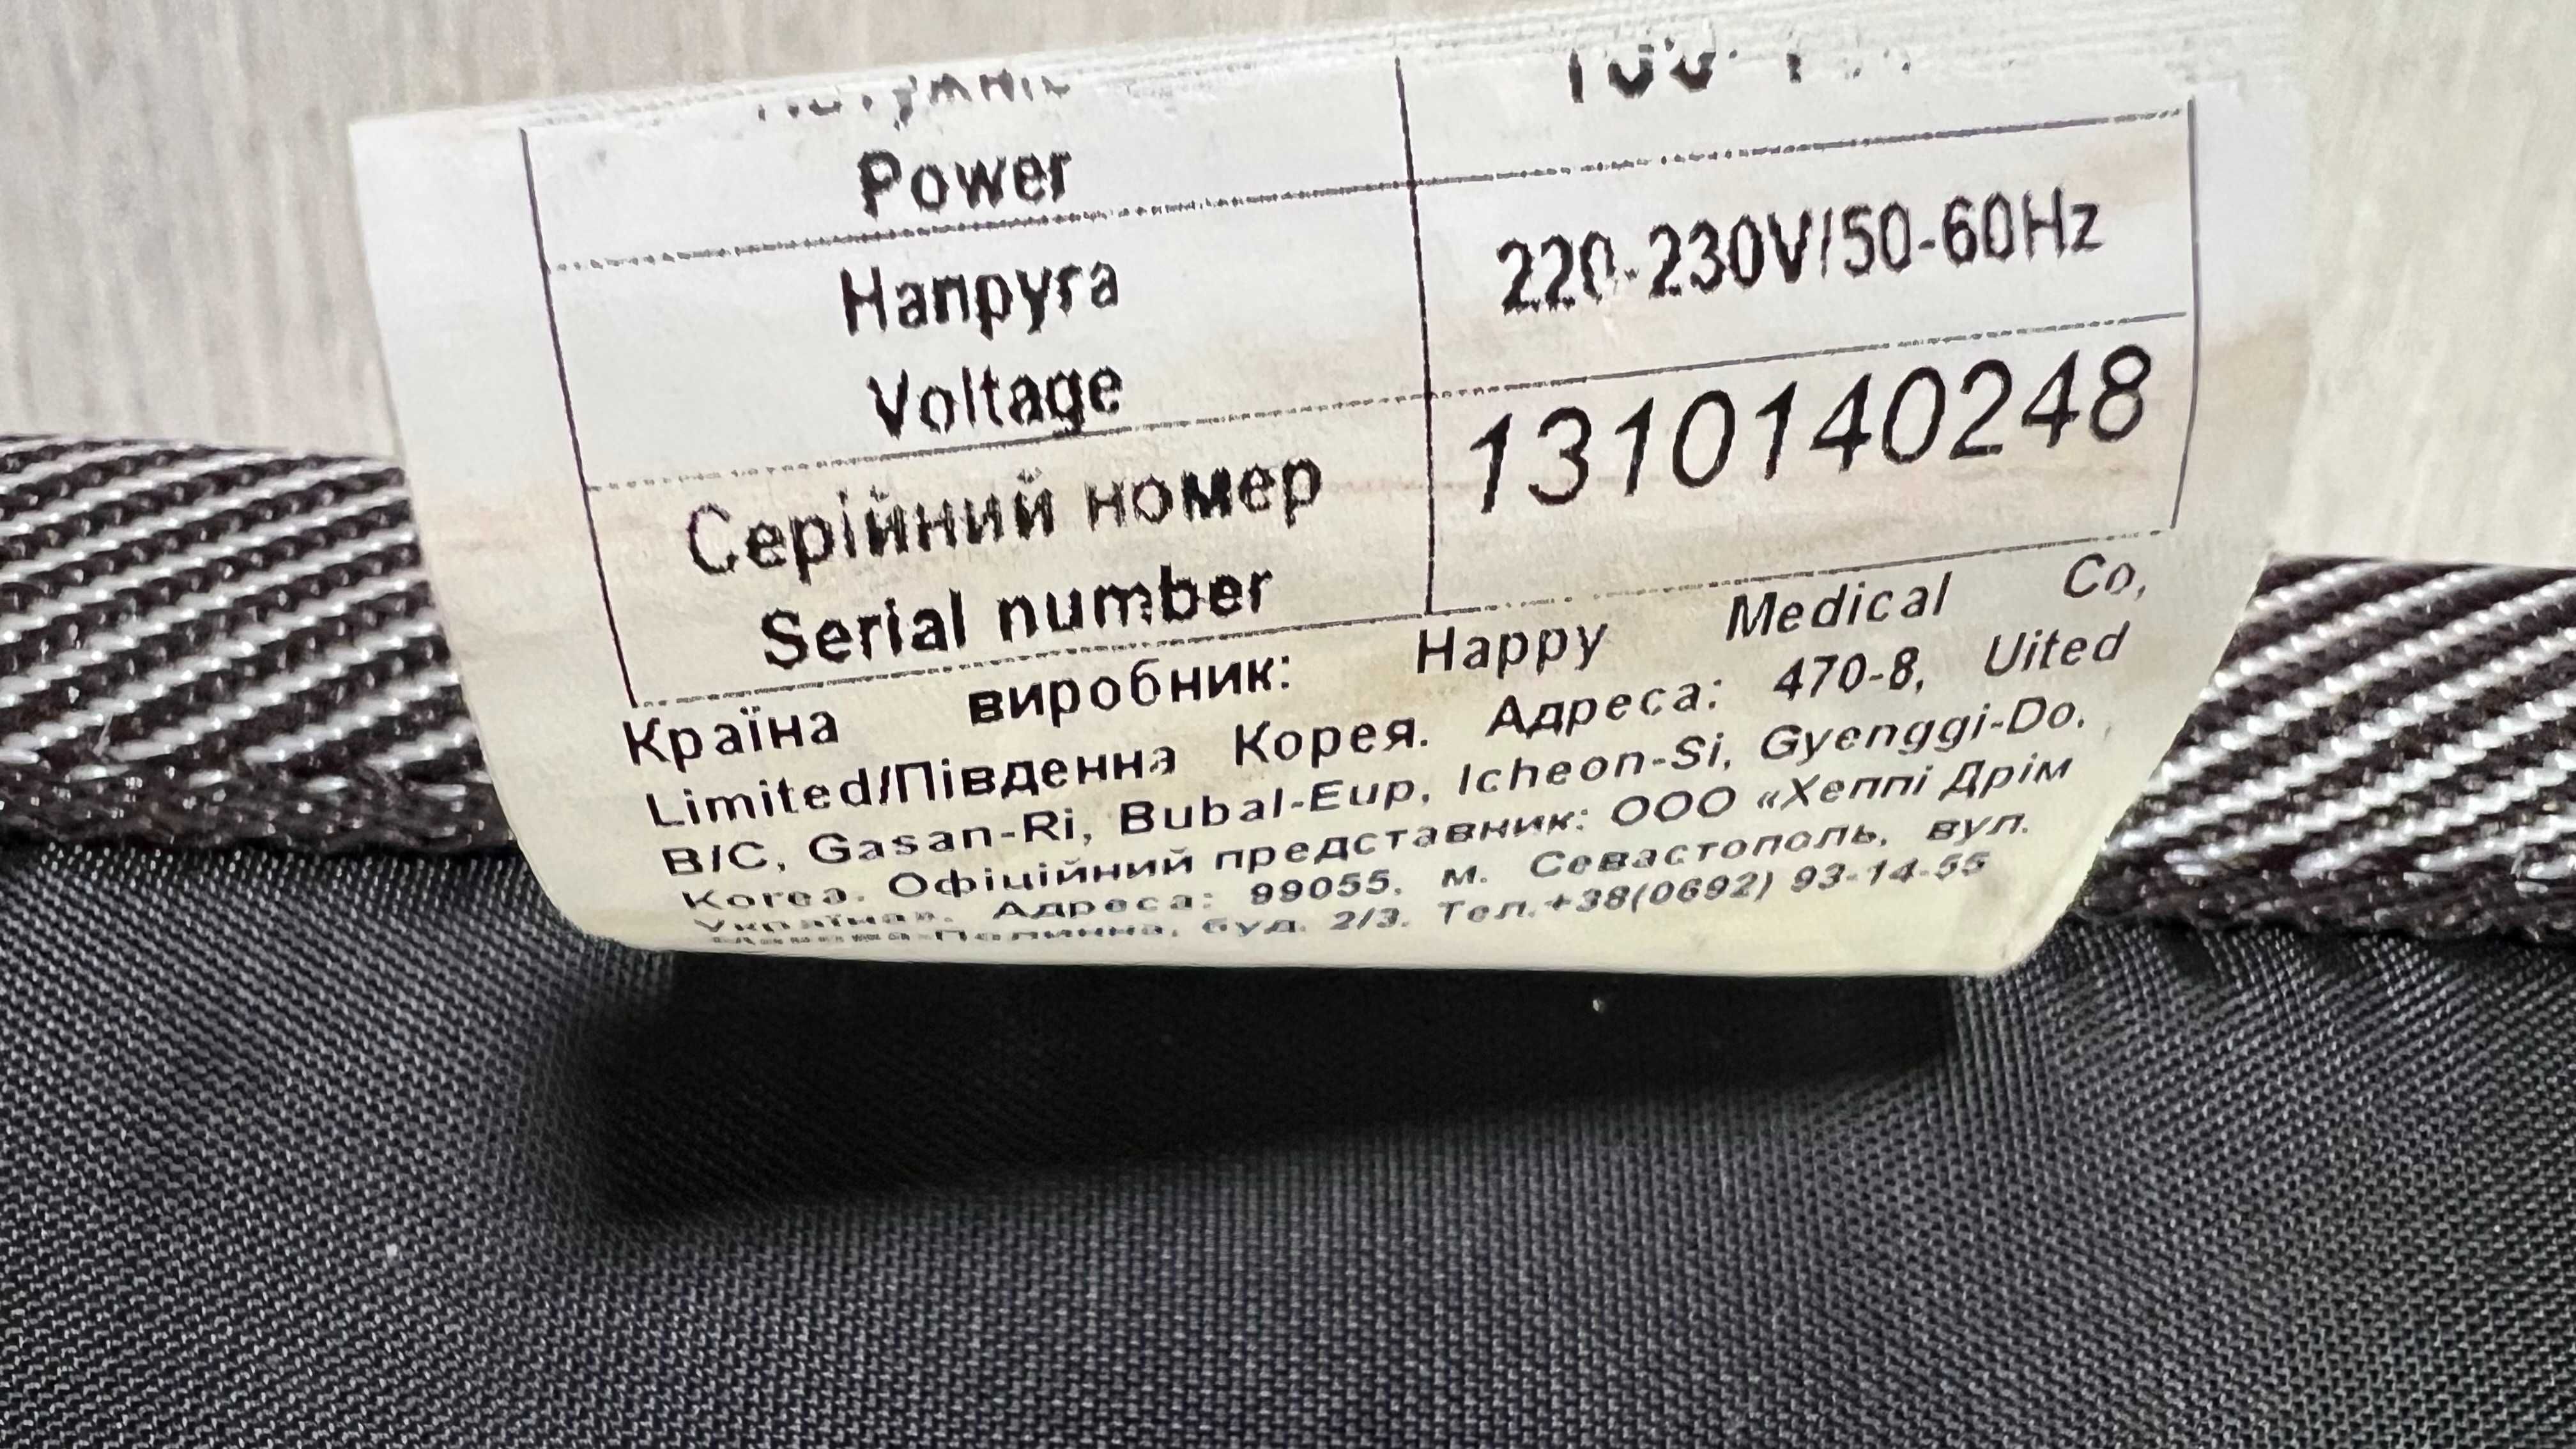 Power
Напруга
Voltage
220-230V/50-60Hz
Серійний номер
Serial number
1310140248
Країна виробник: Happy Medical Co,
Limited/Південна Корея. Адреса: 470-8, Uited
B/C, Gasan-Ri, Bubal-Eup, Icheon-Si, Gyenggi-Do.
Korea. Офіційний представник: ООО «Хеппі Дрім
Україна». Адреса: 99055, м. Севастополь, вул.
буд. 2/3. Тел.+38(0692) 93-14-55